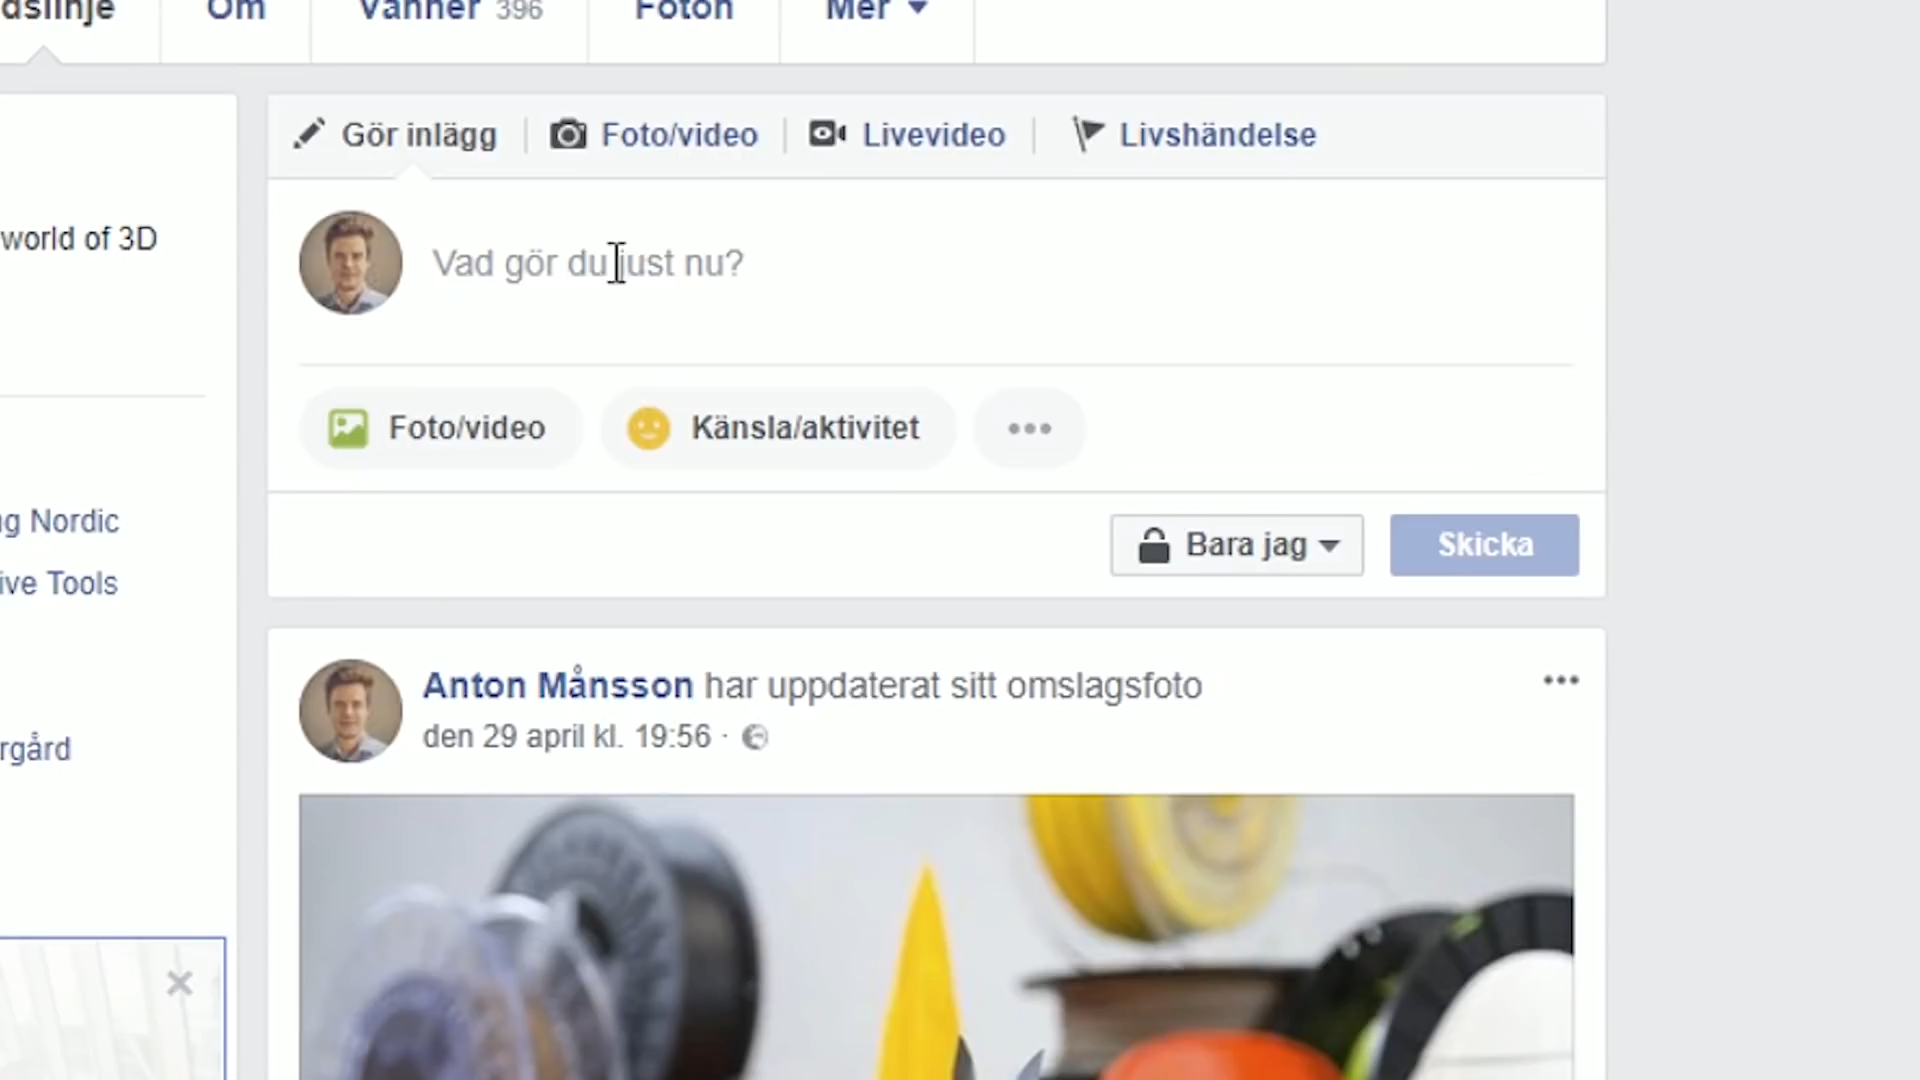 dslinje
Om
Vänner 396
Foton
Mer
world of 3D
ng Nordic
ive Tools
rgård
Gör inlägg
Foto/video
Livevideo
Livshändelse
Vad gör du just nu?
Foto/video
Känsla/aktivitet
Bara jag
Skicka
Anton Månsson har uppdaterat sitt omslagsfoto
den 29 april kl. 19:56 ·